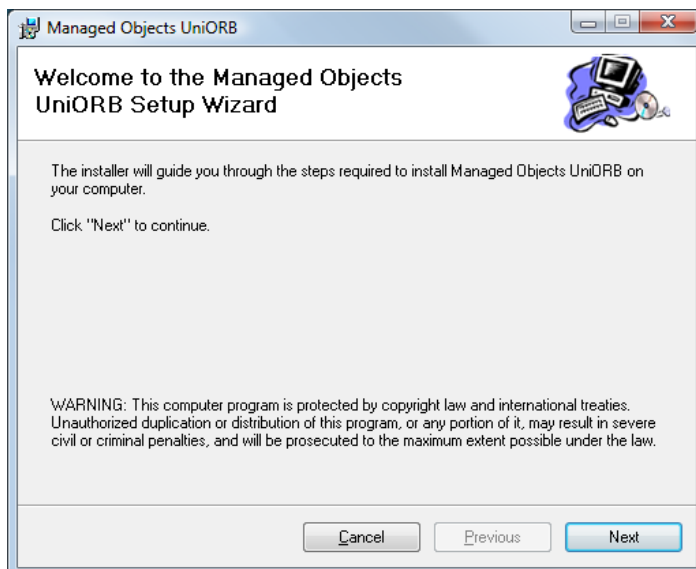 Managed Objects UniORB
Welcome to the Managed Objects
UniORB Setup Wizard
The installer will guide you through the steps required to install Managed Objects UniORB on
your computer.
Click "Next" to continue.
WARNING: This computer program is protected by copyright law and international treaties.
Unauthorized duplication or distribution of this program, or any portion of it, may result in severe
civil or criminal penalties, and will be prosecuted to the maximum extent possible under the law.
Cancel
Previous
Next